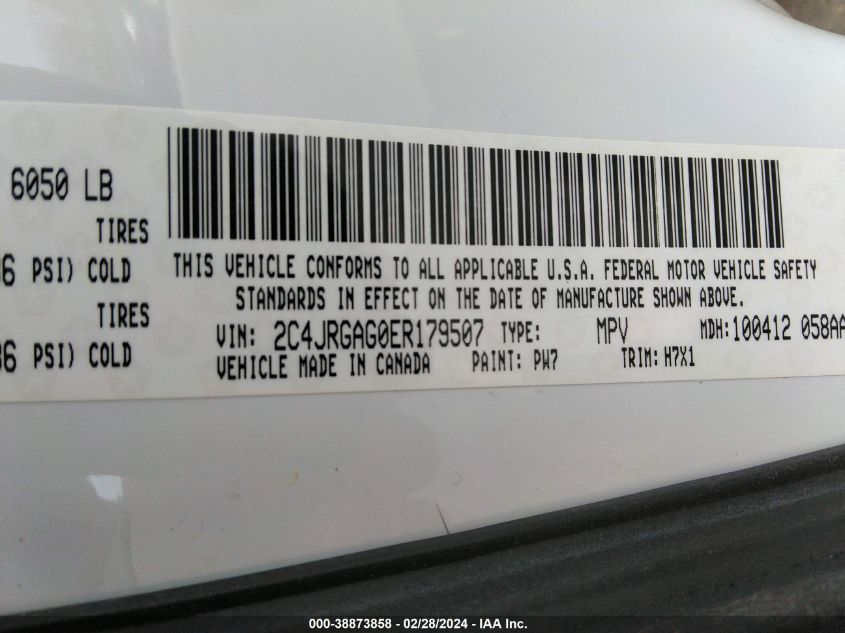 6050 LB
TIRES
PSI) COLD
TIRES
PSI) COLD
THIS VEHICLE CONFORMS TO ALL APPLICABLE U.S.A. FEDERAL MOTOR VEHICLE SAFETY
STANDARDS IN EFFECT ON THE DATE OF MANUFACTURE SHOWN ABOVE.
VIN: 2C4JRGAG0ER179507 TYPE: MPV MDH:100412 058AA
VEHICLE MADE IN CANADA PAINT: PW7 TRIM: H7X1
000-38873858 - 02/28/2024 - IAA Inc.